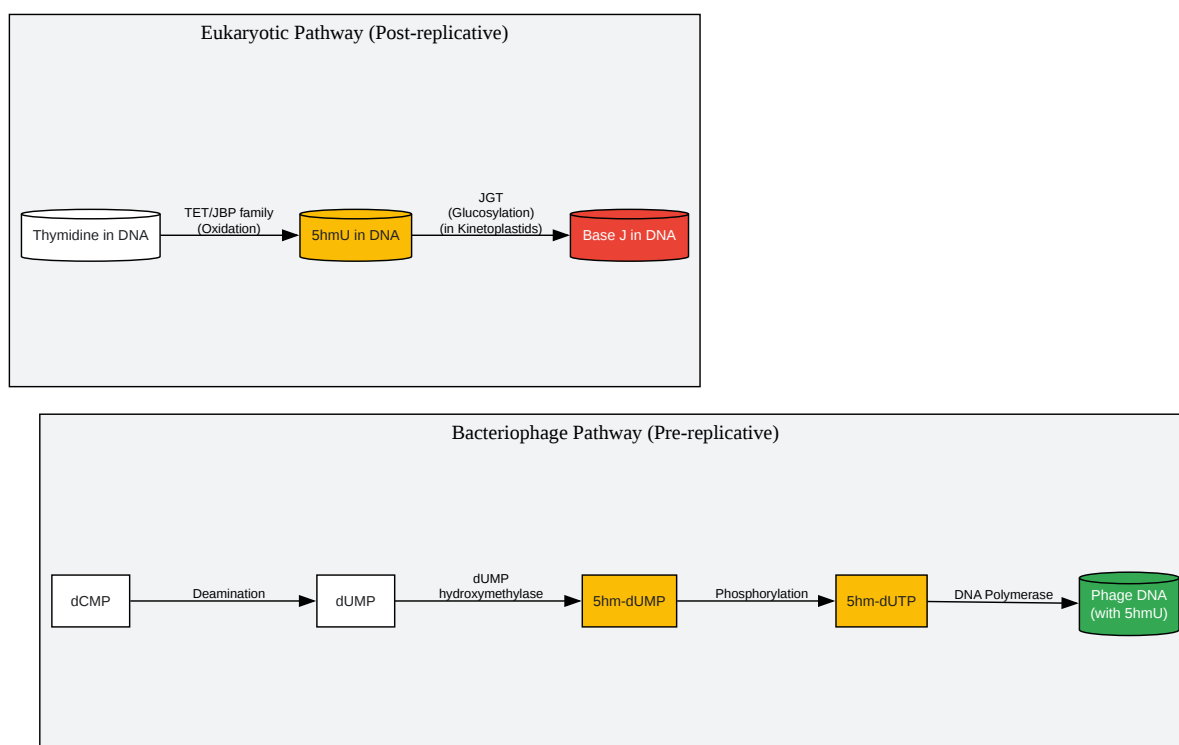 Eukaryotic Pathway (Post-replicative)
Thymidine in DNA
TET/JBP family
(Oxidation)
5hmU in DNA
JGT
(Glucosylation)
(in Kinetoplastids)
Base J in DNA
Bacteriophage Pathway (Pre-replicative)
dCMP
Deamination
dUMP
dUMP
hydroxymethylase
5hm-dUMP
Phosphorylation
5hm-dUTP
DNA Polymerase
Phage DNA
(with 5hmU)